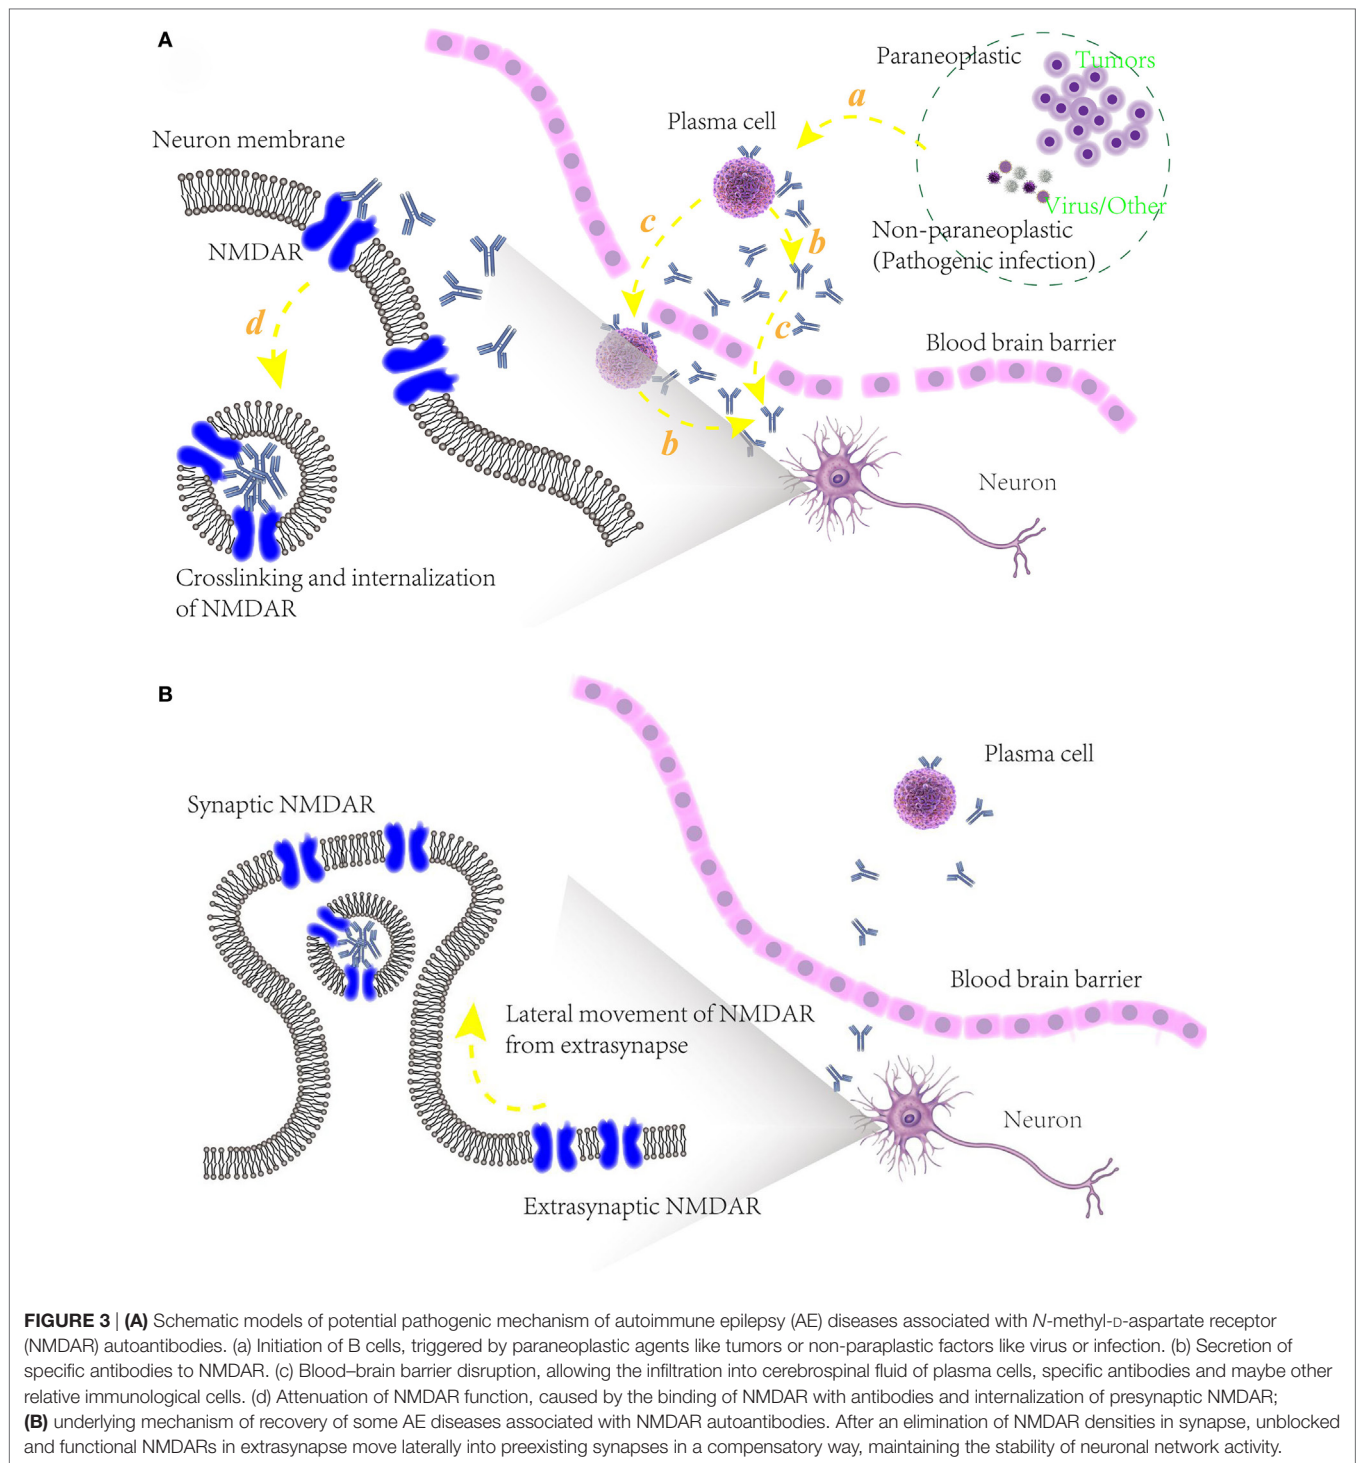 A
Paraneoplastic
Tumors
a
Plasma cell
Neuron membrane
c
b
Virus/Other
Non-paraneoplastic
(Pathogenic infection)
NMDAR
d
c
Blood brain barrier
b
Neuron
Crosslinking and internalization
of NMDAR
B
Plasma cell
Synaptic NMDAR
Blood brain barrier
Lateral movement of NMDAR
from extrasynapse
Neuron
Extrasynaptic NMDAR
FIGURE 3 | (A) Schematic models of potential pathogenic mechanism of autoimmune epilepsy (AE) diseases associated with N-methyl-D-aspartate receptor
(NMDAR) autoantibodies. (a) Initiation of B cells, triggered by paraneoplastic agents like tumors or non-paraplastic factors like virus or infection. (b) Secretion of
specific antibodies to NMDAR. (c) Blood–brain barrier disruption, allowing the infiltration into cerebrospinal fluid of plasma cells, specific antibodies and maybe other
relative immunological cells. (d) Attenuation of NMDAR function, caused by the binding of NMDAR with antibodies and internalization of presynaptic NMDAR;
(B) underlying mechanism of recovery of some AE diseases associated with NMDAR autoantibodies. After an elimination of NMDAR densities in synapse, unblocked
and functional NMDARs in extrasynapse move laterally into preexisting synapses in a compensatory way, maintaining the stability of neuronal network activity.